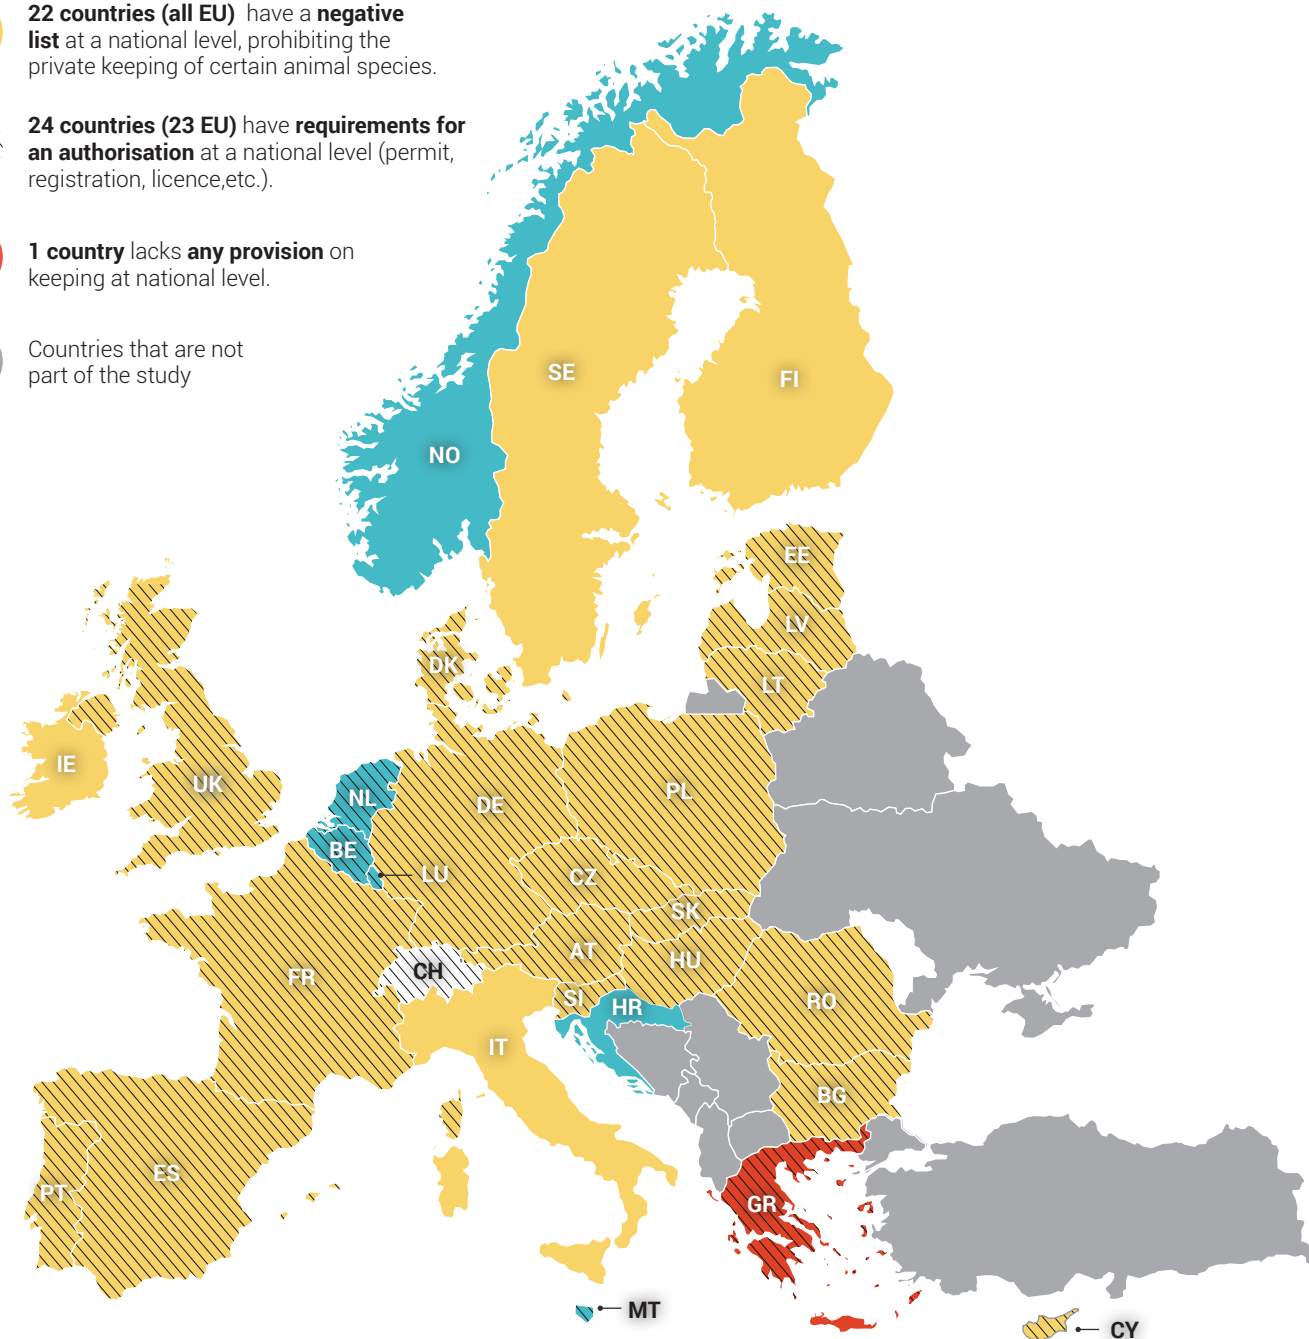 22 countries (all EU) have a negative
list at a national level, prohibiting the
private keeping of certain animal species.
24 countries (23 EU) have requirements for
an authorisation at a national level (permit,
registration, licence,etc.).
1 country lacks any provision on
keeping at national level.
Countries that are not
part of the study
SE
FI
NO
EE
LV
DK
LT
IE
UK
NL
DE
PL
BE
LU
CZ
SK
AT
HU
CH
FR
SI
HR
RO
IT
BG
ES
PT
GR
MT
CY